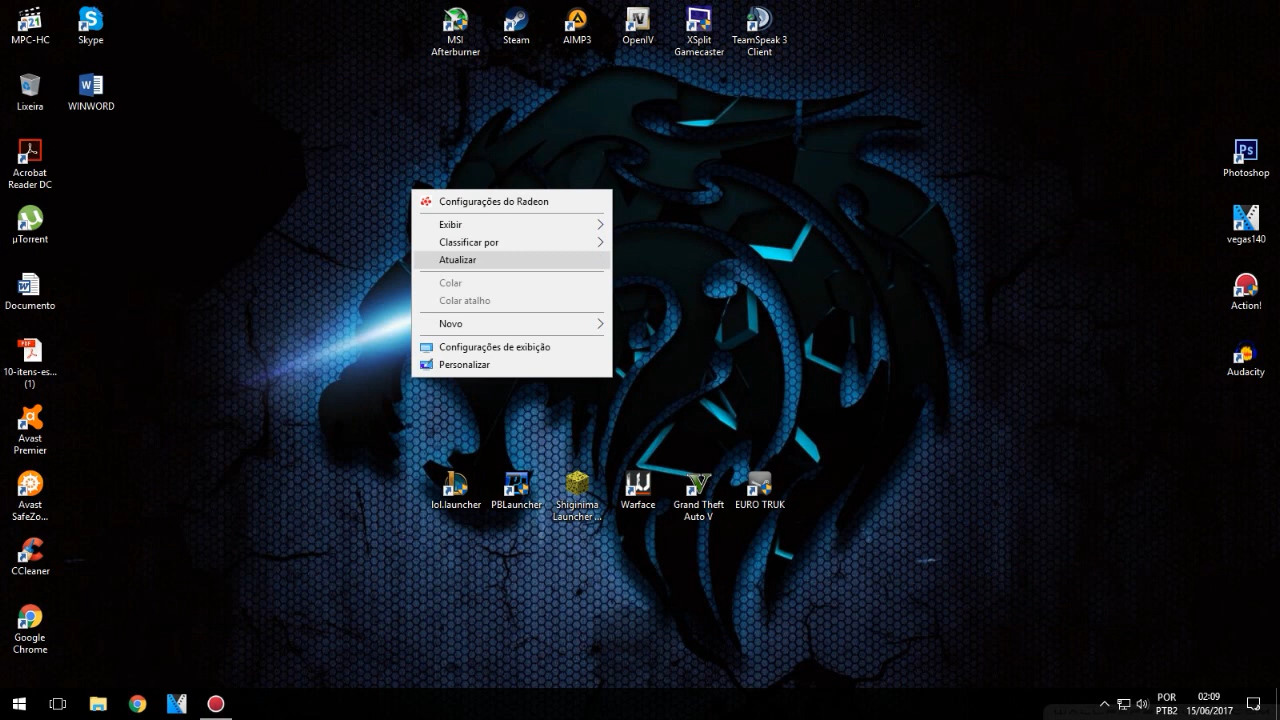 MPC-HC
Skype
MSI
Afterburner
Steam
AIMP3
OpenIV
XSplit
Gamecaster
TeamSpeak 3
Client
Lixeira
WINWORD
Acrobat
Reader DC
Photoshop
µTorrent
vegas140
Documento
Action!
10-itens-es...
(1)
Audacity
Avast
Premier
Avast
SafeZo...
CCleaner
Google
Chrome
Configurações do Radeon
Exibir
Classificar por
Atualizar
Colar
Colar atalho
Novo
Configurações de exibição
Personalizar
lol.launcher
PBLauncher
Shiginima
Launcher ...
Warface
Grand Theft
Auto V
EURO TRUK
POR
PTB2
02:09
15/06/2017